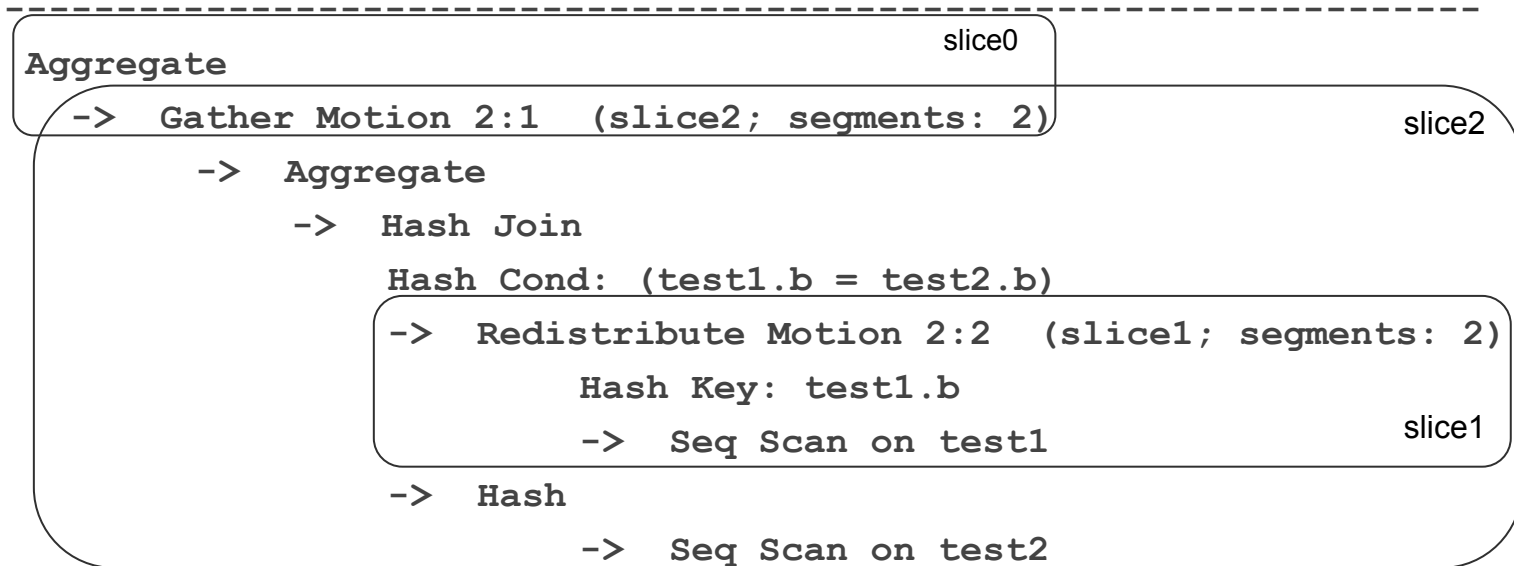 ----------------------------------------------------------------------
slice0
Aggregate
-> Gather Motion 2:1 (slice2; segments: 2)
slice2
-> Aggregate
-> Hash Join
Hash Cond: (test1.b = test2.b)
-> Redistribute Motion 2:2 (slice1; segments: 2)
Hash Key: test1.b
-> Seq Scan on test1
slice1
-> Hash
-> Seq Scan on test2